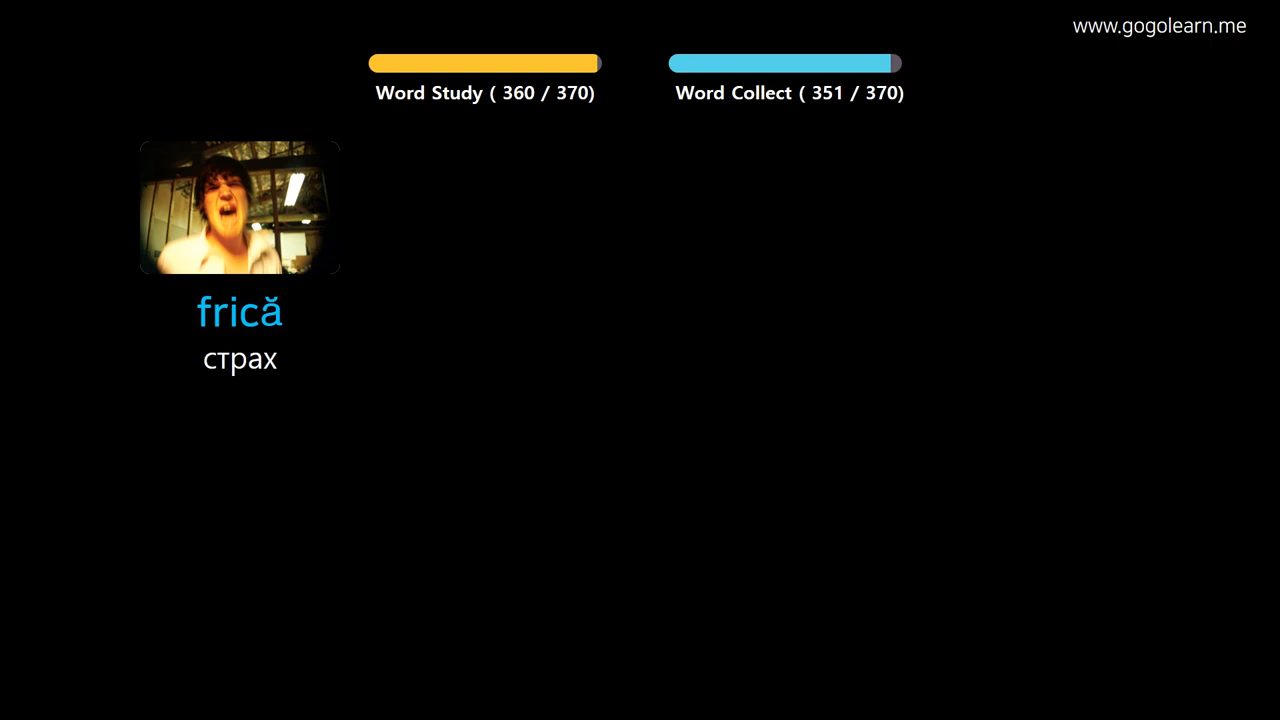 www.gogolearn.me
Word Study ( 360 / 370)
Word Collect ( 351 / 370)
frică
страх